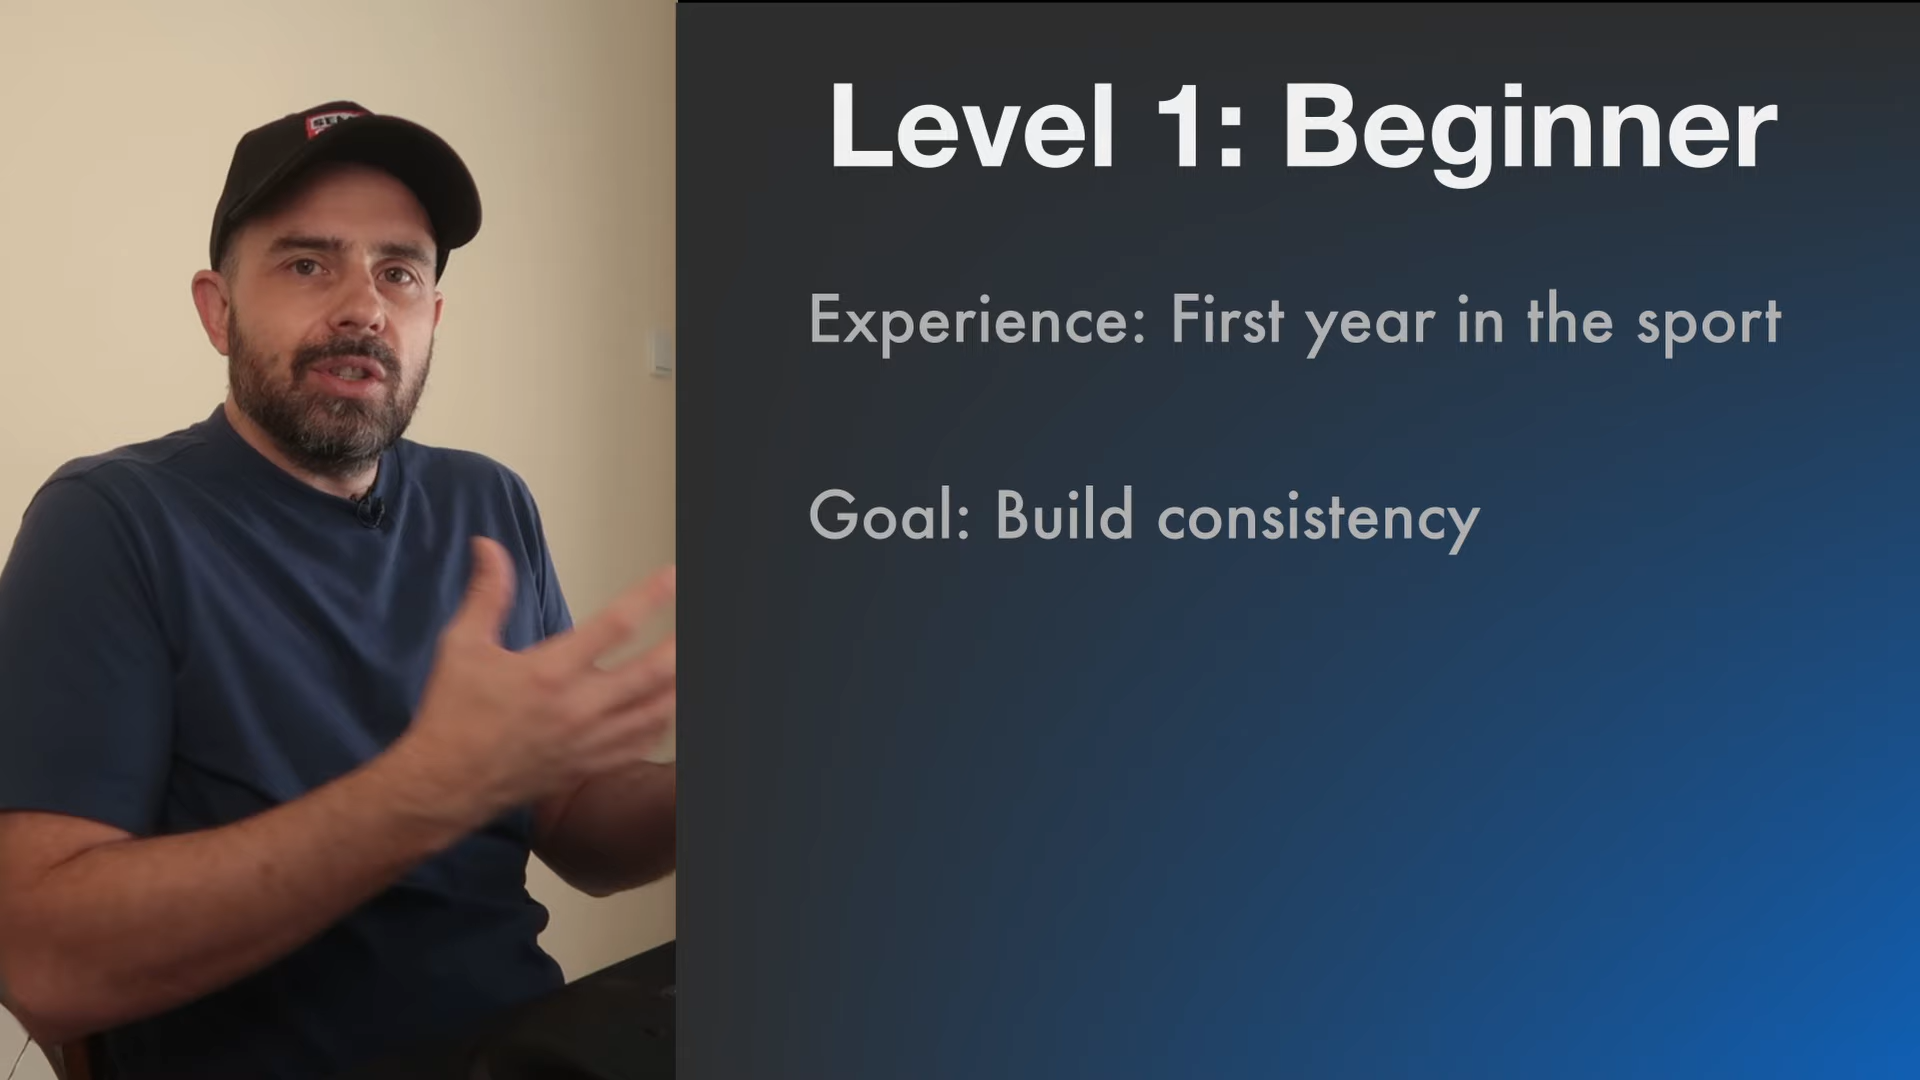 Level 1: Beginner
Experience: First year in the sport
Goal: Build consistency